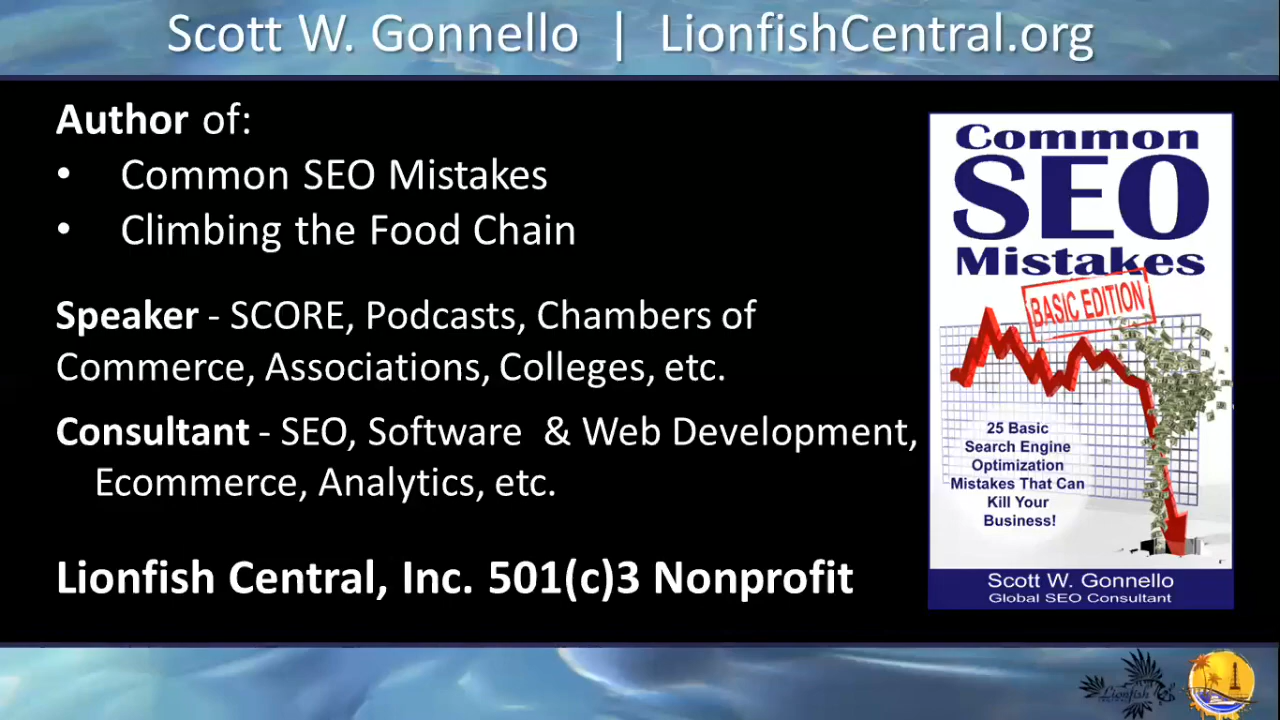 Scott W. Gonnello | LionfishCentral.org
Author of:
• Common SEO Mistakes
• Climbing the Food Chain
Speaker - SCORE, Podcasts, Chambers of
Commerce, Associations, Colleges, etc.
Consultant - SEO, Software & Web Development,
Ecommerce, Analytics, etc.
Lionfish Central, Inc. 501(c)3 Nonprofit
Common
SEO
Mistakes
BASIC EDITION
25 Basic
Search Engine
Optimization
Mistakes That Can
Kill Your
Business!
Scott W. Gonnello
Global SEO Consultant
Lionfish